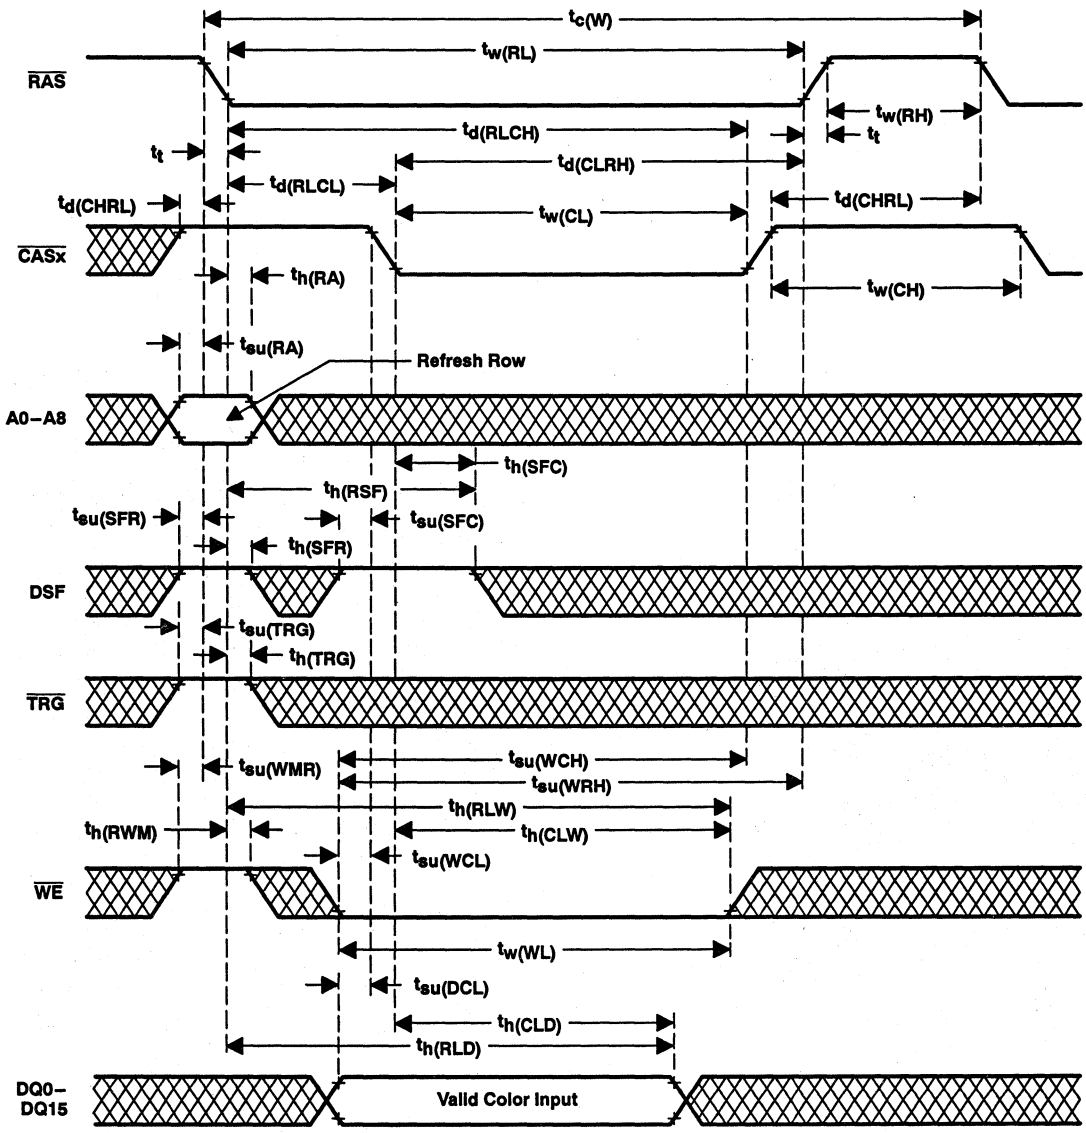 tc(W)
tw(RL)
RAS
tw(RH)
td(RLCH)
tt
tt
td(CLRH)
td(RLCL)
td(CHRL)
td(CHRL)
tw(CL)
CASx
th(RA)
tw(CH)
tsu(RA)
Refresh Row
A0–A8
th(SFC)
th(RSF)
tsu(SFR)
tsu(SFC)
th(SFR)
DSF
tsu(TRG)
th(TRG)
TRG
tsu(WCH)
tsu(WMR)
tsu(WRH)
th(RLW)
th(RWM)
th(CLW)
tsu(WCL)
WE
tw(WL)
tsu(DCL)
th(CLD)
th(RLD)
DQ0–
DQ15
Valid Color Input